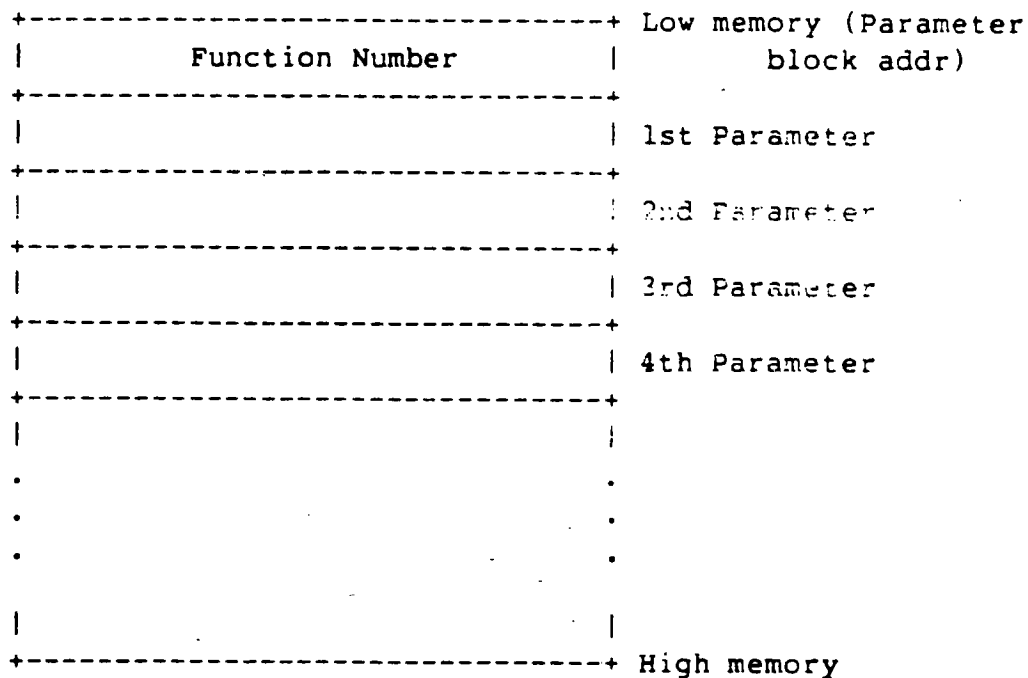 Low memory (Parameter
Function Number block addr)
1st Parameter
2nd Parameter
3rd Parameter
4th Parameter
High memory